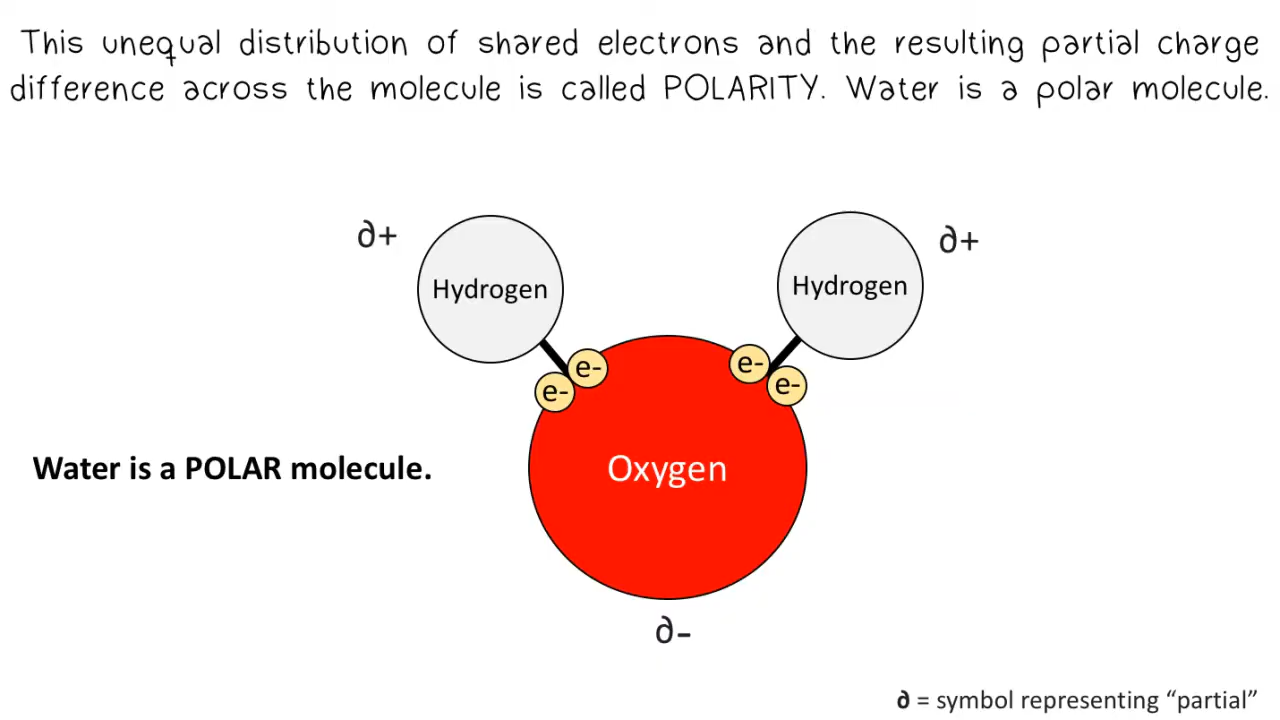 This unequal distribution of shared electrons and the resulting partial charge
difference across the molecule is called POLARITY. Water is a polar molecule.
∂+
Hydrogen
Hydrogen
∂+
e-
e-
e-
e-
Oxygen
Water is a POLAR molecule.
∂-
∂ = symbol representing “partial”